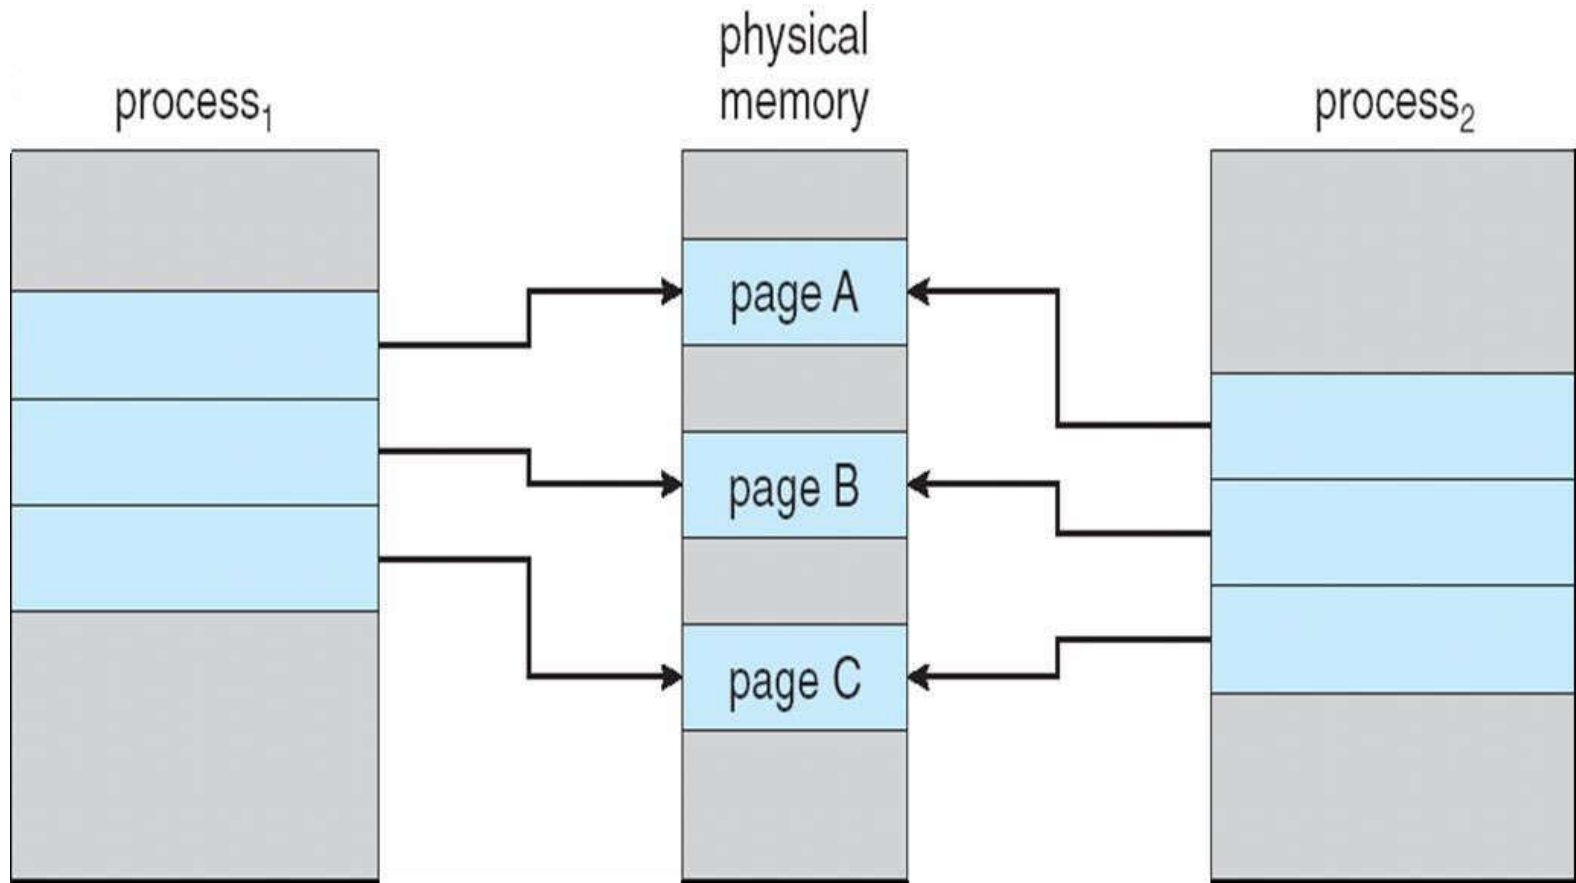 process₁
physical
memory
process₂
page A
page B
page C